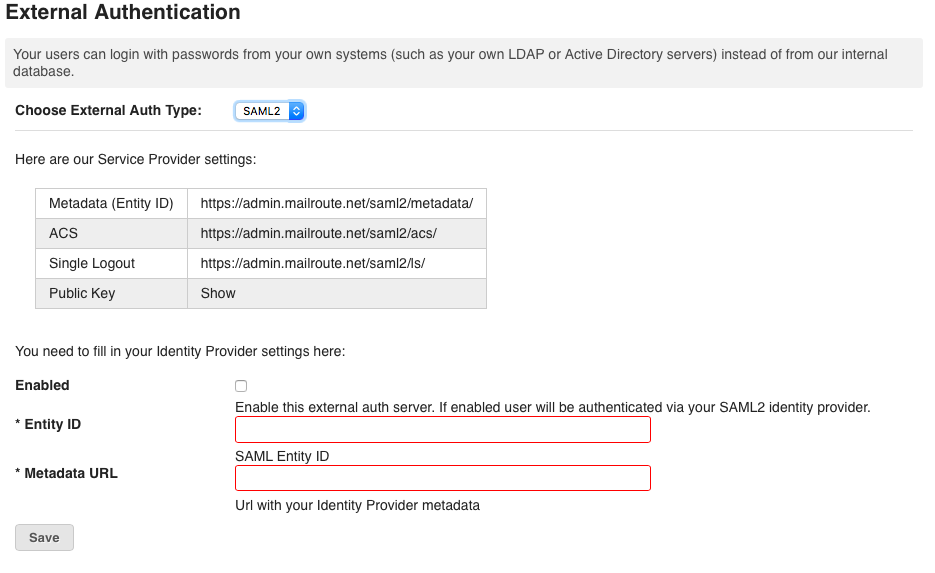 External Authentication
Your users can login with passwords from your own systems (such as your own LDAP or Active Directory servers) instead of from our internal
database.
Choose External Auth Type: SAML2
Here are our Service Provider settings:
Metadata (Entity ID) https://admin.mailroute.net/saml2/metadata/
ACS https://admin.mailroute.net/saml2/acs/
Single Logout https://admin.mailroute.net/saml2/ls/
Public Key Show
You need to fill in your Identity Provider settings here:
Enabled
Enable this external auth server. If enabled user will be authenticated via your SAML2 identity provider.
* Entity ID
SAML Entity ID
* Metadata URL
Url with your Identity Provider metadata
Save